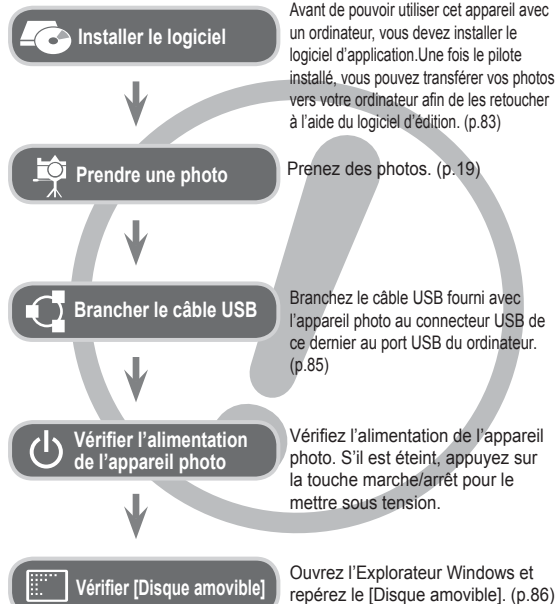 Installer le logiciel
Avant de pouvoir utiliser cet appareil avec
un ordinateur, vous devez installer le
logiciel d'application.Une fois le pilote
installé, vous pouvez transférer vos photos
vers votre ordinateur afin de les retoucher
à l'aide du logiciel d'édition. (p.83)
Prendre une photo
Prenez des photos. (p.19)
Brancher le câble USB
Branchez le câble USB fourni avec
l'appareil photo au connecteur USB de
ce dernier au port USB du ordinateur.
(p.85)
Vérifier l'alimentation
de l'appareil photo
Vérifiez l'alimentation de l'appareil
photo. S'il est éteint, appuyez sur
la touche marche/arrêt pour le
mettre sous tension.
Vérifier [Disque amovible]
Ouvrez l'Explorateur Windows et
repérez le [Disque amovible]. (p.86)